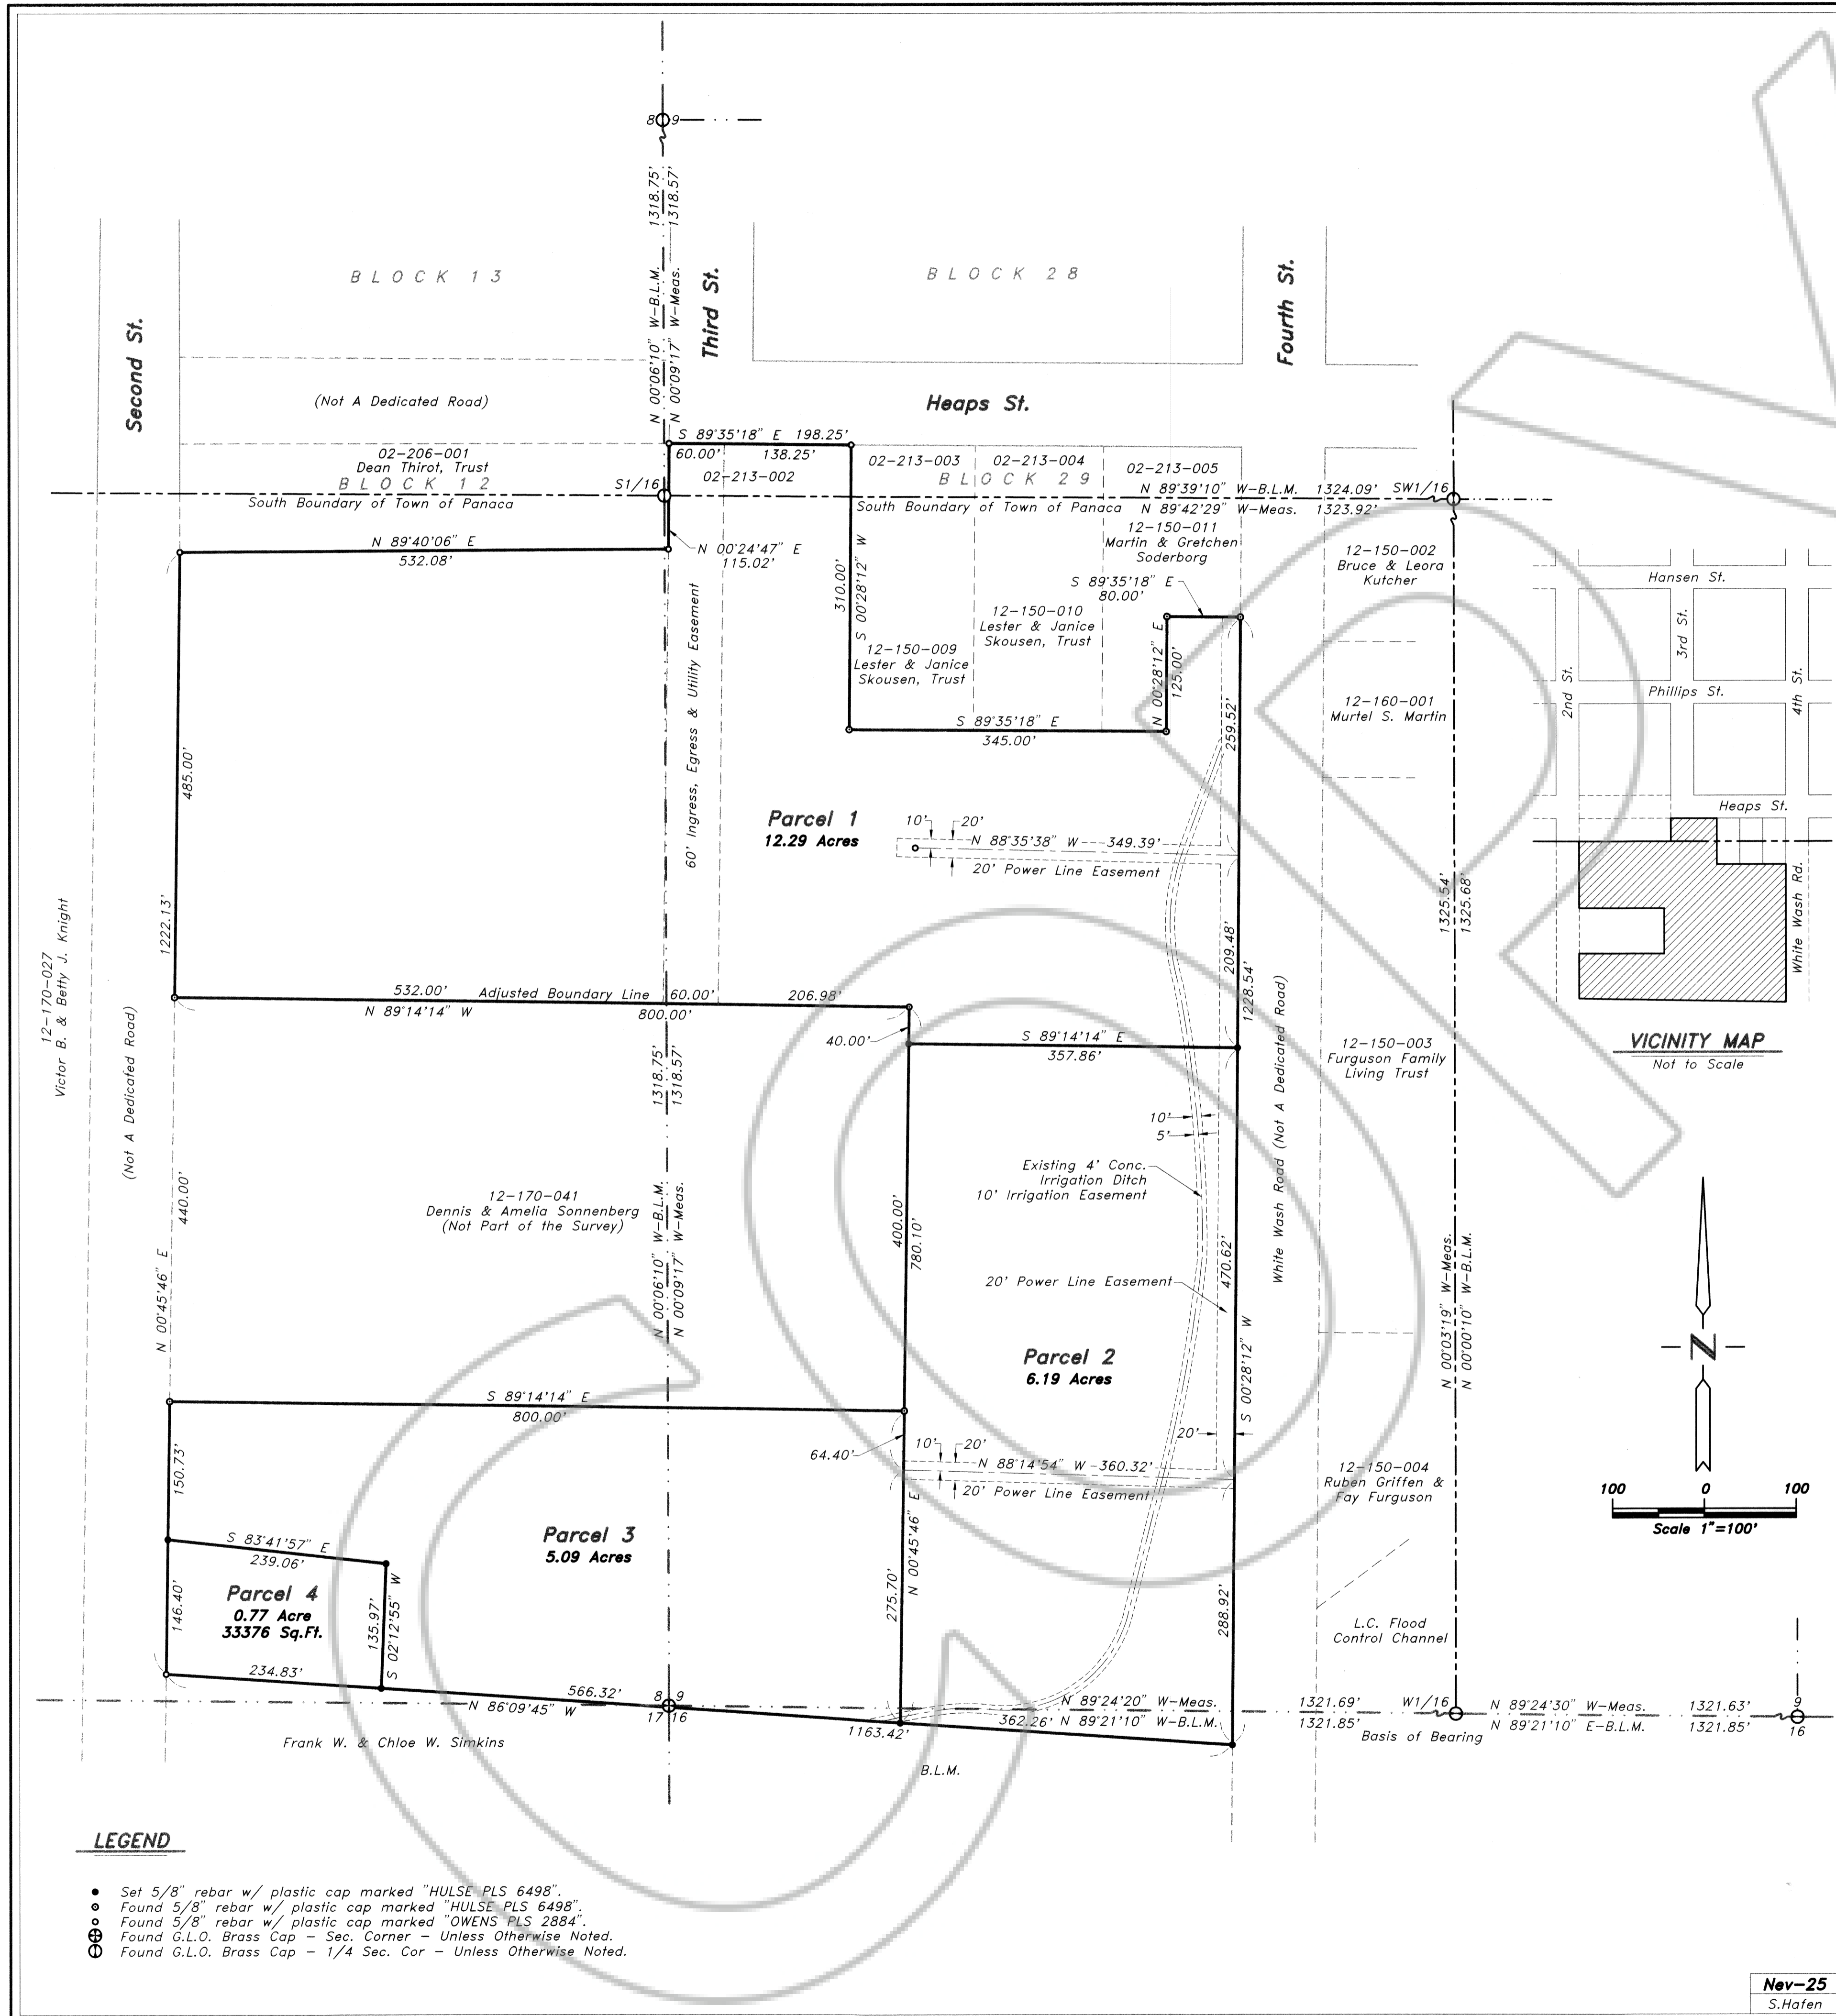 8 9
N 00°06'10" W-B.L.M. 1318.75'
N 00°09'17" W-Meas. 1318.57'
BLOCK 13
BLOCK 28
Second St.
Third St.
Fourth St.
(Not A Dedicated Road)
Heaps St.
S 89°35'18" E 198.25'
60.00' 138.25'
02-206-001
Dean Thirot, Trust
BLOCK 12
S1/16
South Boundary of Town of Panaca
02-213-002
02-213-003
02-213-004
02-213-005
BLOCK 29
N 89°39'10" W-B.L.M. 1324.09'
SW1/16
South Boundary of Town of Panaca
N 89°42'29" W-Meas. 1323.92'
N 89°40'06" E
532.08'
N 00°24'47" E
115.02'
310.00'
S 00°28'12" W
12-150-011
Martin & Gretchen
Soderborg
S 89°35'18" E
80.00'
12-150-002
Bruce & Leora
Kutcher
12-150-010
Lester & Janice
Skousen, Trust
12-150-009
Lester & Janice
Skousen, Trust
N 00°28'12" E
125.00'
259.52'
S 89°35'18" E
345.00'
12-160-001
Murtel S. Martin
60' Ingress, Egress & Utility Easement
485.00'
1222.13'
Parcel 1
12.29 Acres
10' 20'
N 88°35'38" W 349.39'
20' Power Line Easement
209.48'
1228.54'
1325.54'
1325.68'
Hansen St.
3rd St.
2nd St.
Phillips St.
4th St.
Heaps St.
White Wash Rd.
VICINITY MAP
Not to Scale
12-170-027
Victor B. & Betty J. Knight
(Not A Dedicated Road)
532.00' Adjusted Boundary Line 60.00' 206.98'
N 89°14'14" W 800.00'
40.00'
S 89°14'14" E
357.86'
1318.75'
1318.57'
White Wash Road (Not A Dedicated Road)
12-150-003
Furguson Family
Living Trust
10'
5'
Existing 4' Conc.
Irrigation Ditch
10' Irrigation Easement
440.00'
N 00°45'46" E
12-170-041
Dennis & Amelia Sonnenberg
(Not Part of the Survey)
N 00°06'10" W-B.L.M.
N 00°09'17" W-Meas.
400.00'
780.10'
470.62'
20' Power Line Easement
S 00°28'12" W
N 00°03'19" W-Meas.
N 00°00'10" W-B.L.M.
Parcel 2
6.19 Acres
N
S 89°14'14" E
800.00'
64.40'
10' 20'
20'
N 88°14'54" W 360.32'
20' Power Line Easement
12-150-004
Ruben Griffen &
Fay Furguson
100 0 100
Scale 1"=100'
150.73'
S 83°41'57" E
239.06'
Parcel 3
5.09 Acres
N 00°45'46" E
275.70'
288.92'
Parcel 4
0.77 Acre
33376 Sq.Ft.
146.40'
135.97'
S 02°12'55" W
L.C. Flood
Control Channel
234.83'
N 86°09'45" W
566.32'
8 9
17 16
1163.42'
362.26'
N 89°24'20" W-Meas. 1321.69'
N 89°21'10" W-B.L.M. 1321.85'
W1/16
N 89°24'30" W-Meas. 1321.63'
N 89°21'10" E-B.L.M. 1321.85'
9
16
Basis of Bearing
Frank W. & Chloe W. Simkins
B.L.M.
LEGEND
Set 5/8" rebar w/ plastic cap marked "HULSE PLS 6498".
Found 5/8" rebar w/ plastic cap marked "HULSE PLS 6498".
Found 5/8" rebar w/ plastic cap marked "OWENS PLS 2884".
Found G.L.O. Brass Cap - Sec. Corner - Unless Otherwise Noted.
Found G.L.O. Brass Cap - 1/4 Sec. Cor - Unless Otherwise Noted.
Nev-25
S.Hafen